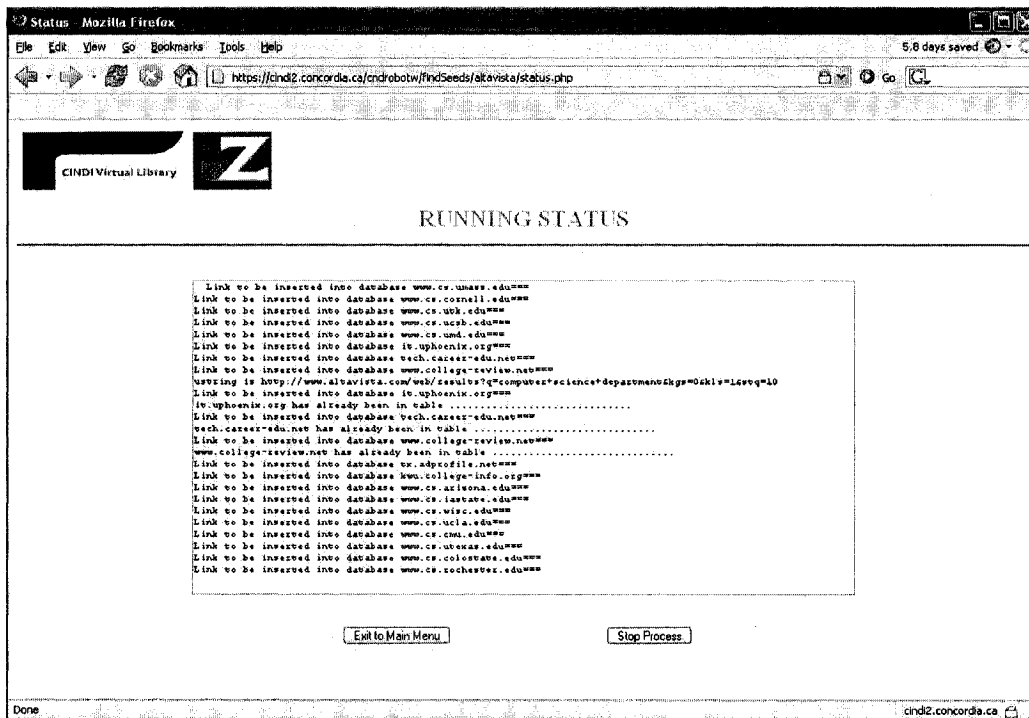 Status - Mozilla Firefox
File Edit View Go Bookmarks Tools Help
5.8 days saved
https://cindi2.concordia.ca/cndrobotw/findSeeds/altavista/status.php
Go
CINDI Virtual Library
Z
RUNNING STATUS
Link to be inserted into database www.cs.umass.edu===
Link to be inserted into database www.cs.cornell.edu===
Link to be inserted into database www.cs.utk.edu===
Link to be inserted into database www.cs.ucsb.edu===
Link to be inserted into database www.cs.umd.edu===
Link to be inserted into database it.uphoenix.org===
Link to be inserted into database tech.career-edu.net===
Link to be inserted into database www.college-review.net===
ustring is http://www.altavista.com/web/results?q=computer+science+department&kgs=0&kls=1&stq=10
Link to be inserted into database it.uphoenix.org===
it.uphoenix.org has already been in table ..............................
Link to be inserted into database tech.career-edu.net===
tech.career-edu.net has already been in table ..............................
Link to be inserted into database www.college-review.net===
www.college-review.net has already been in table ..............................
Link to be inserted into database tx.adprofile.net===
Link to be inserted into database kwu.college-info.org===
Link to be inserted into database www.cs.arizona.edu===
Link to be inserted into database www.cs.iastate.edu===
Link to be inserted into database www.cs.wisc.edu===
Link to be inserted into database www.cs.ucla.edu===
Link to be inserted into database www.cs.cmu.edu===
Link to be inserted into database www.cs.utexas.edu===
Link to be inserted into database www.cs.colostate.edu===
Link to be inserted into database www.cs.rochester.edu===
Exit to Main Menu
Stop Process
Done
cindi2.concordia.ca